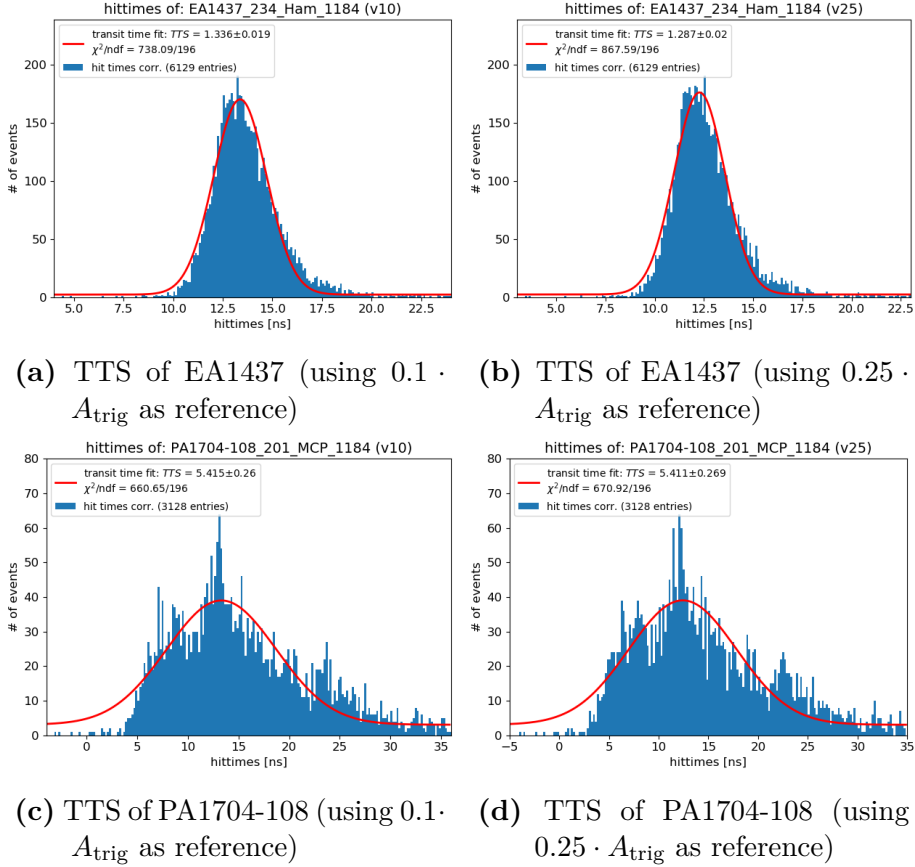 hittimes of: EA1437_234_Ham_1184 (v10)
transit time fit: TTS = 1.336±0.019
χ²/ndf = 738.09/196
hit times corr. (6129 entries)
# of events
0
50
100
150
200
5.0
7.5
10.0
12.5
15.0
17.5
20.0
22.5
hittimes [ns]
hittimes of: EA1437_234_Ham_1184 (v25)
transit time fit: TTS = 1.287±0.02
χ²/ndf = 867.59/196
hit times corr. (6129 entries)
# of events
0
50
100
150
200
5.0
7.5
10.0
12.5
15.0
17.5
20.0
22.5
hittimes [ns]
(a) TTS of EA1437 (using 0.1 ·
A_trig as reference)
(b) TTS of EA1437 (using 0.25 ·
A_trig as reference)
hittimes of: PA1704-108_201_MCP_1184 (v10)
transit time fit: TTS = 5.415±0.26
χ²/ndf = 660.65/196
hit times corr. (3128 entries)
# of events
0
10
20
30
40
50
60
70
80
0
5
10
15
20
25
30
35
hittimes [ns]
hittimes of: PA1704-108_201_MCP_1184 (v25)
transit time fit: TTS = 5.411±0.269
χ²/ndf = 670.92/196
hit times corr. (3128 entries)
# of events
0
10
20
30
40
50
60
70
80
−5
0
5
10
15
20
25
30
35
hittimes [ns]
(c) TTS of PA1704-108 (using 0.1·
A_trig as reference)
(d) TTS of PA1704-108 (using
0.25 · A_trig as reference)